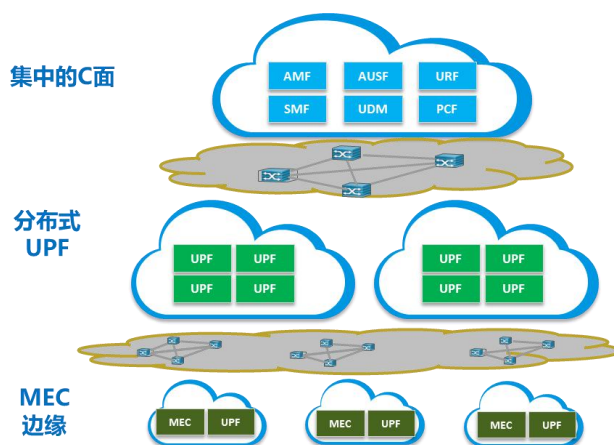 集中的C面
AMF AUSF URF
SMF UDM PCF
分布式
UPF
UPF UPF UPF UPF
UPF UPF UPF UPF
MEC
边缘
MEC UPF MEC UPF MEC UPF